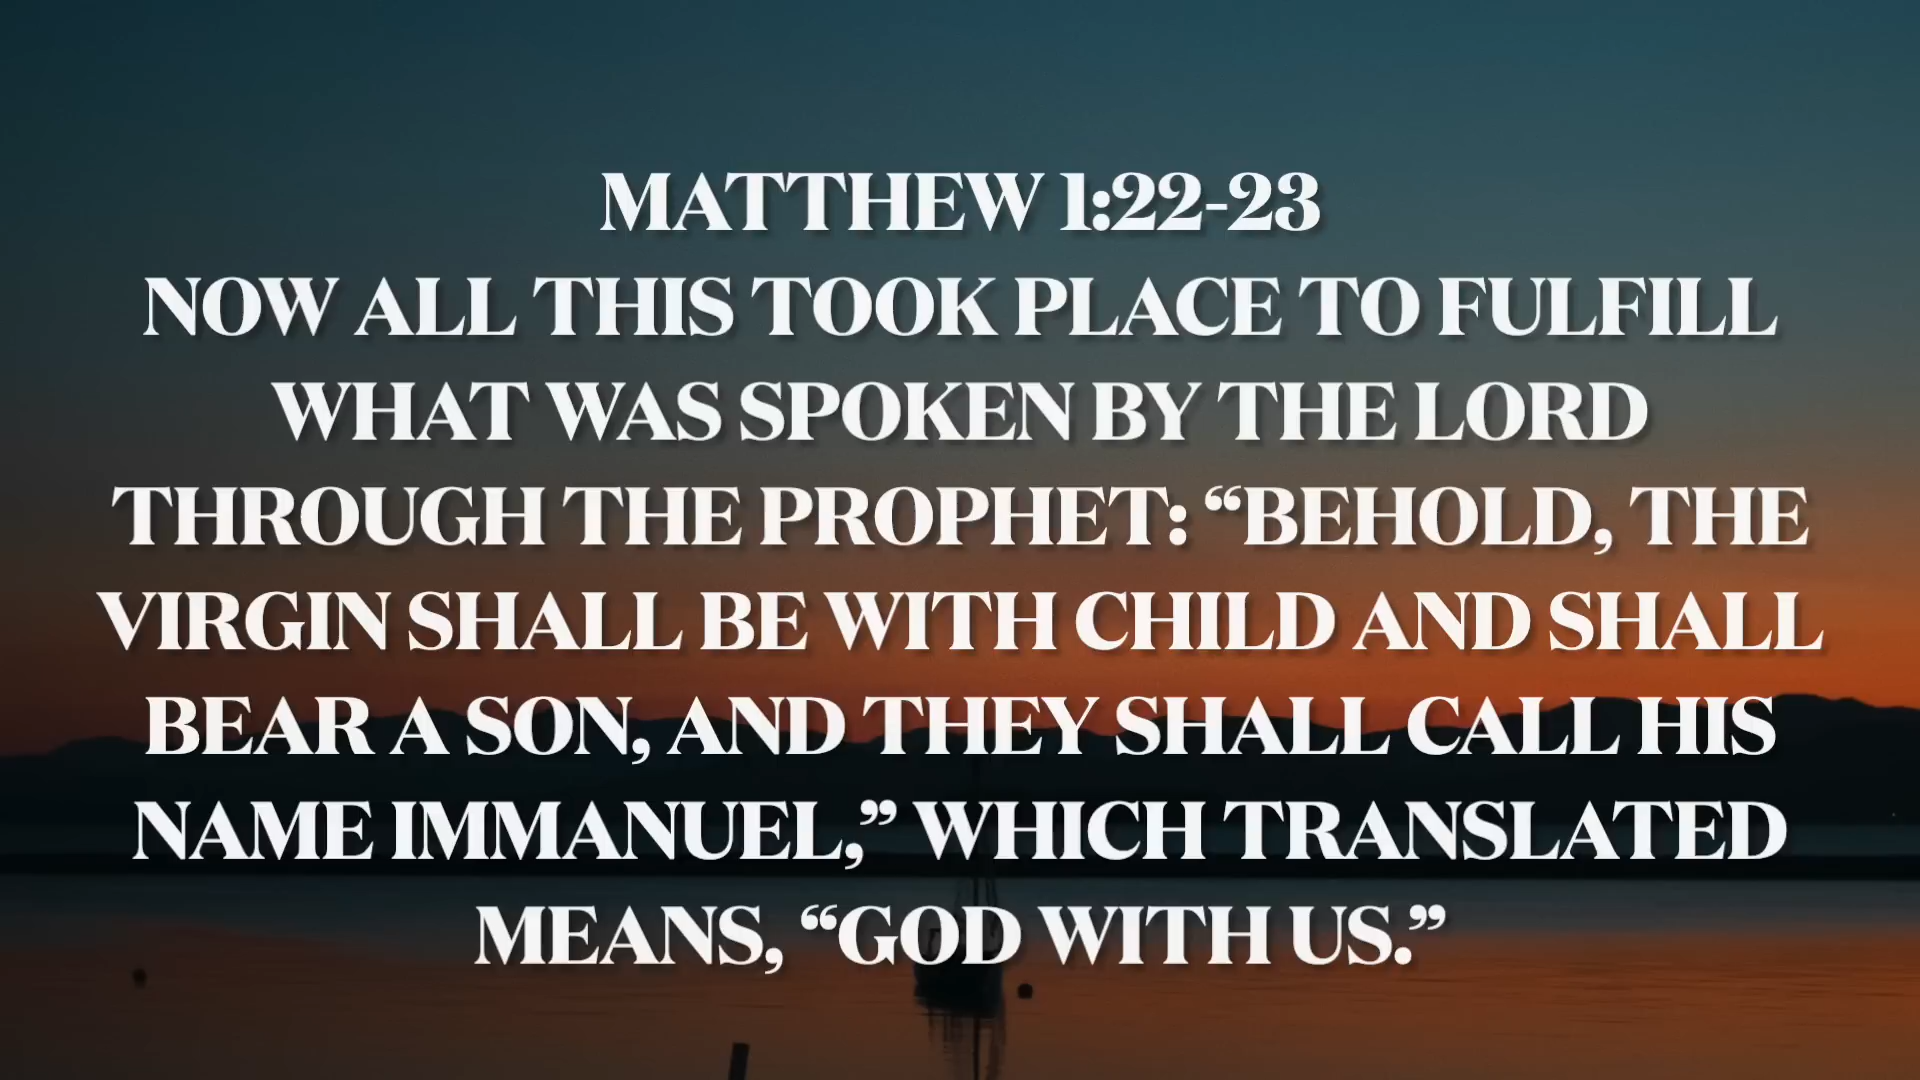 MATTHEW 1:22-23
NOW ALL THIS TOOK PLACE TO FULFILL
WHAT WAS SPOKEN BY THE LORD
THROUGH THE PROPHET: “BEHOLD, THE
VIRGIN SHALL BE WITH CHILD AND SHALL
BEAR A SON, AND THEY SHALL CALL HIS
NAME IMMANUEL,” WHICH TRANSLATED
MEANS, “GOD WITH US.”